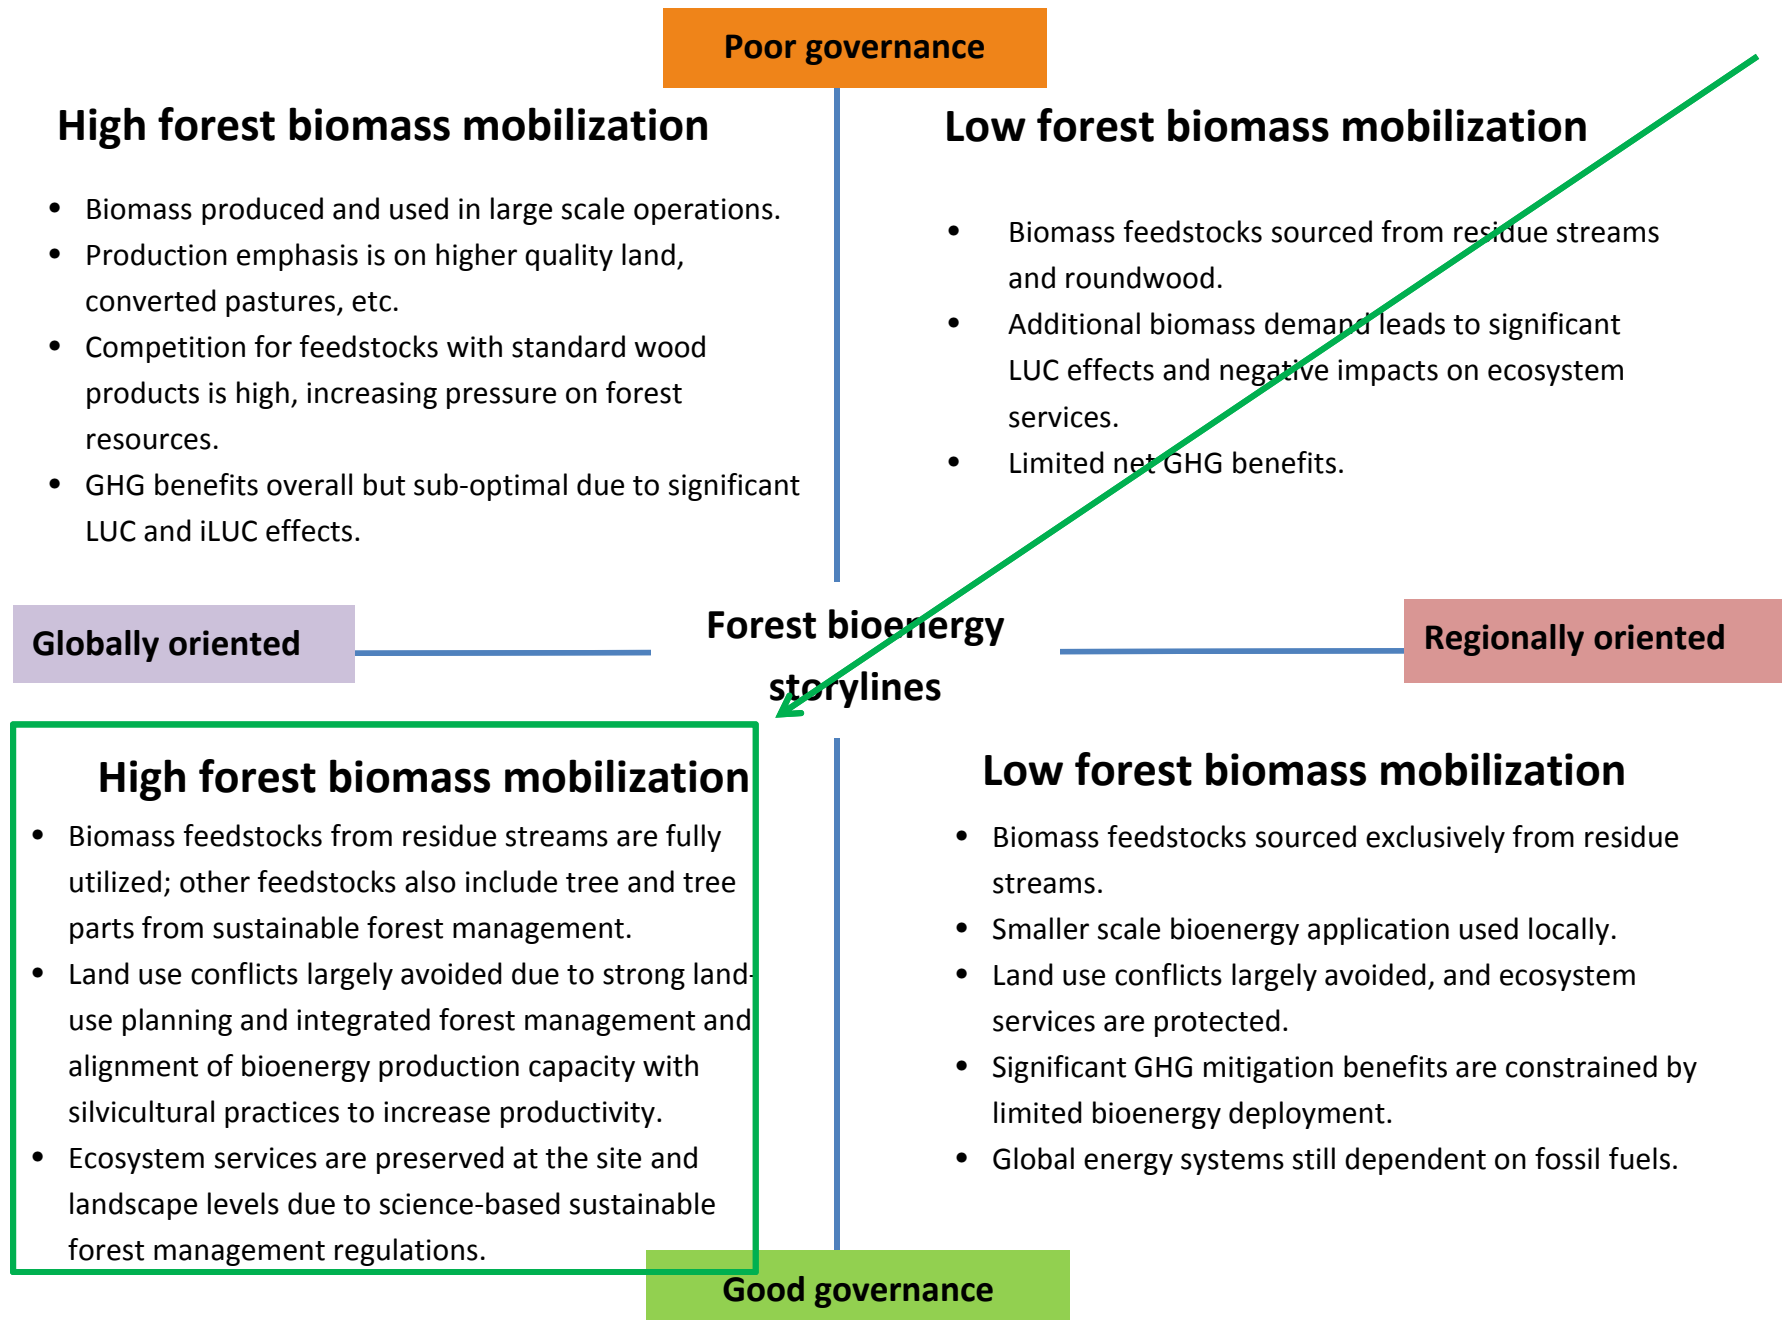 Poor governance
High forest biomass mobilization
• Biomass produced and used in large scale operations.
• Production emphasis is on higher quality land,
converted pastures, etc.
• Competition for feedstocks with standard wood
products is high, increasing pressure on forest
resources.
• GHG benefits overall but sub-optimal due to significant
LUC and iLUC effects.
Low forest biomass mobilization
• Biomass feedstocks sourced from residue streams
and roundwood.
• Additional biomass demand leads to significant
LUC effects and negative impacts on ecosystem
services.
• Limited net GHG benefits.
Globally oriented
Forest bioenergy
storylines
Regionally oriented
High forest biomass mobilization
• Biomass feedstocks from residue streams are fully
utilized; other feedstocks also include tree and tree
parts from sustainable forest management.
• Land use conflicts largely avoided due to strong land-
use planning and integrated forest management and
alignment of bioenergy production capacity with
silvicultural practices to increase productivity.
• Ecosystem services are preserved at the site and
landscape levels due to science-based sustainable
forest management regulations.
Low forest biomass mobilization
• Biomass feedstocks sourced exclusively from residue
streams.
• Smaller scale bioenergy application used locally.
• Land use conflicts largely avoided, and ecosystem
services are protected.
• Significant GHG mitigation benefits are constrained by
limited bioenergy deployment.
• Global energy systems still dependent on fossil fuels.
Good governance